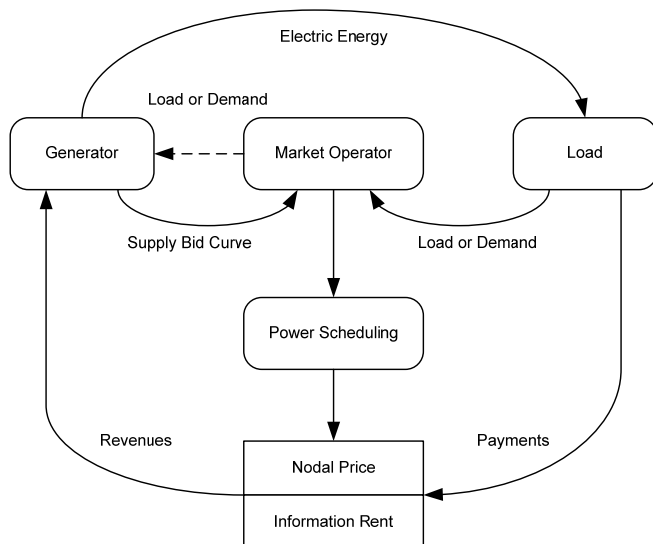 Electric Energy
Load or Demand
Generator
Market Operator
Load
Supply Bid Curve
Load or Demand
Power Scheduling
Revenues
Payments
Nodal Price
Information Rent